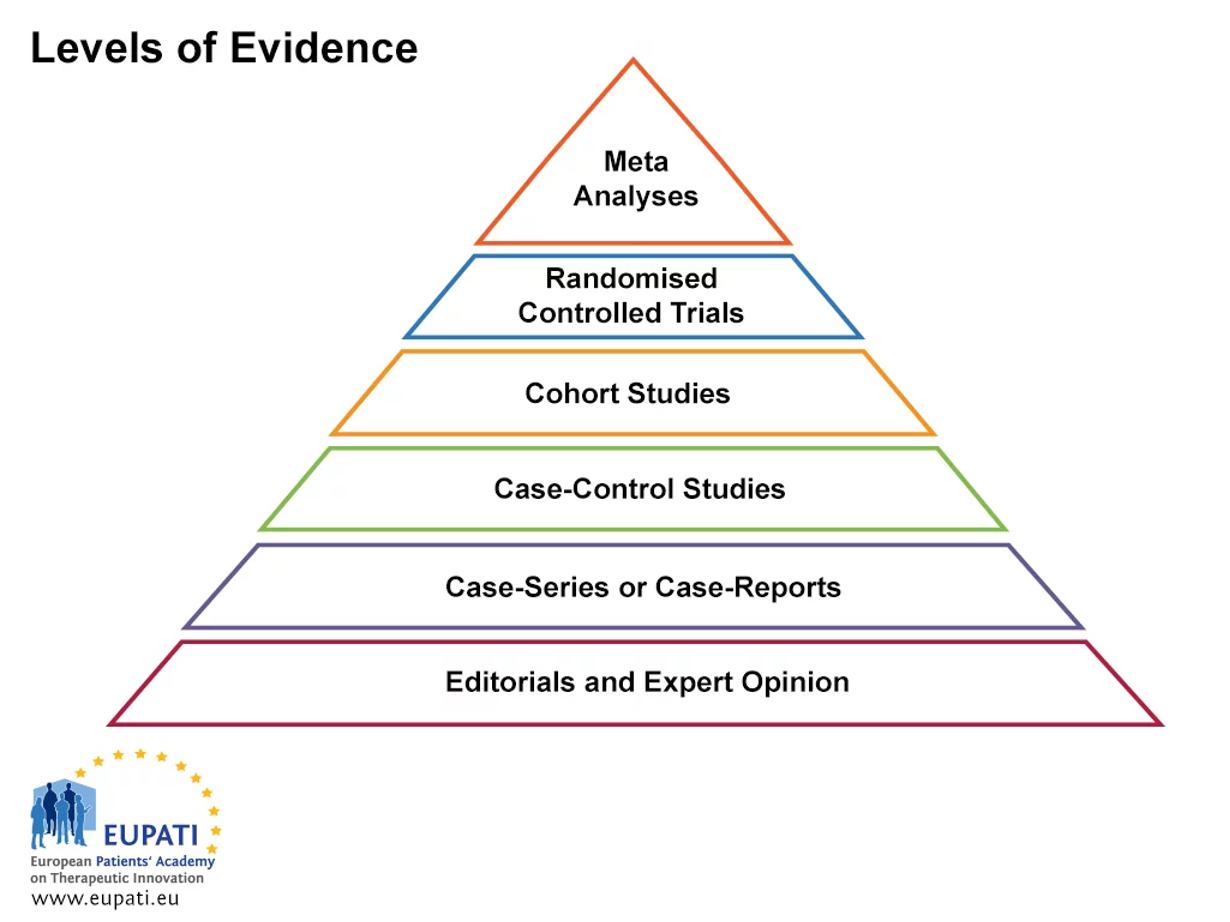 Levels of Evidence
Meta
Analyses
Randomised
Controlled Trials
Cohort Studies
Case-Control Studies
Case-Series or Case-Reports
Editorials and Expert Opinion
EUPATI
European Patients‘ Academy
on Therapeutic Innovation
www.eupati.eu